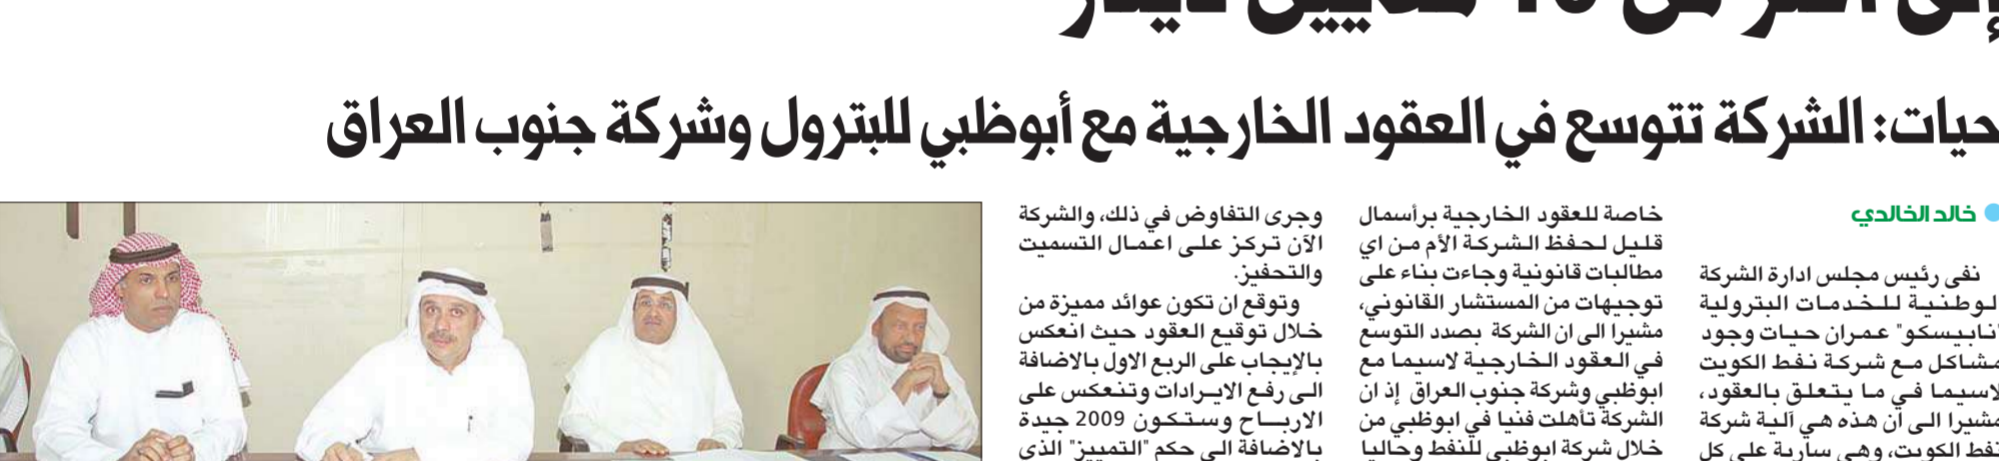 حيات: الشركة تتوسع في العقود الخارجية مع أبوظبي للبترول وشركة جنوب العراق
خالد الخالدي
نفى رئيس مجلس ادارة الشركة
الوطنية للخدمات البترولية
"نابيسكو" عمران حيات وجود
مشاكل مع شركة نفط الكويت
لاسيما في ما يتعلق بالعقود،
مشيرا الى أن هذه هي آلية شركة
نفط الكويت، وهي سارية على كل
خاصة للعقود الخارجية برأسمال
قليل لحفظ الشركة الأم من اي
مطالبات قانونية وجاءت بناء على
توجيهات من المستشار القانوني،
مشيرا الى ان الشركة بصدد التوسع
في العقود الخارجية لاسيما مع
ابوظبي وشركة جنوب العراق إذ ان
الشركة تأهلت فنيا في ابوظبي من
خلال شركة ابوظبي للنفط وحاليا
وجرى التفاوض في ذلك، والشركة
الآن تركز على اعمال التسميت
والتحفيز.
وتوقع ان تكون عوائد مميزة من
خلال توقيع العقود حيث انعكس
بالإيجاب على الربع الاول بالاضافة
الى رفع الايرادات وتنعكس على
الارباح وستكون 2009 جيدة
بالاضافة الى حكم "التمييز" الذي